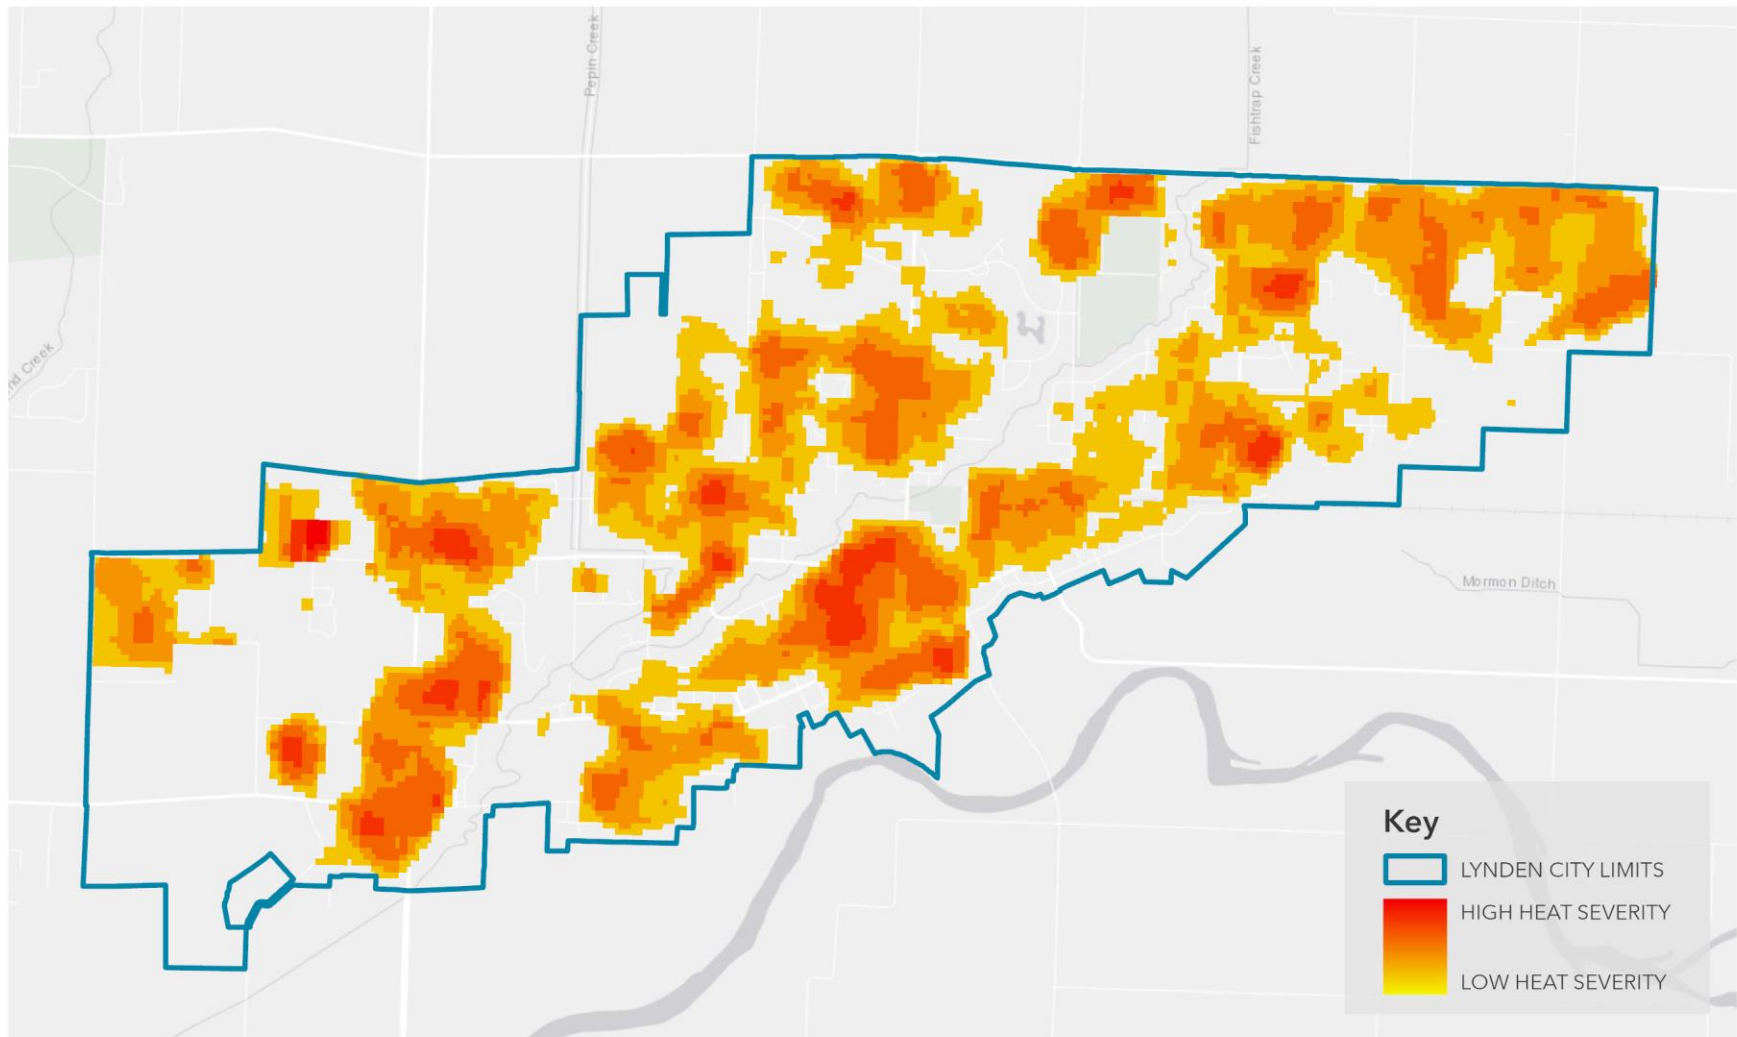 Pepin Creek
Fishtrap Creek
nd Creek
Mormon Ditch
Key
LYNDEN CITY LIMITS
HIGH HEAT SEVERITY
LOW HEAT SEVERITY